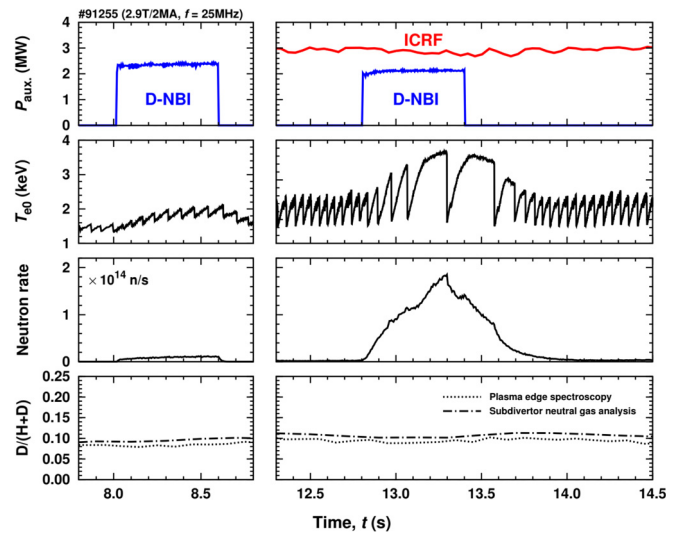 #91255 (2.9T/2MA, f = 25MHz)
P_aux. (MW)
4
3
2
1
0
D-NBI
ICRF
D-NBI
T_e0 (keV)
4
3
2
1
Neutron rate
2
1
0
× 10^14 n/s
D/(H+D)
0.25
0.20
0.15
0.10
0.05
0.00
Plasma edge spectroscopy
Subdivertor neutral gas analysis
8.0 8.5 12.5 13.0 13.5 14.0 14.5
Time, t (s)